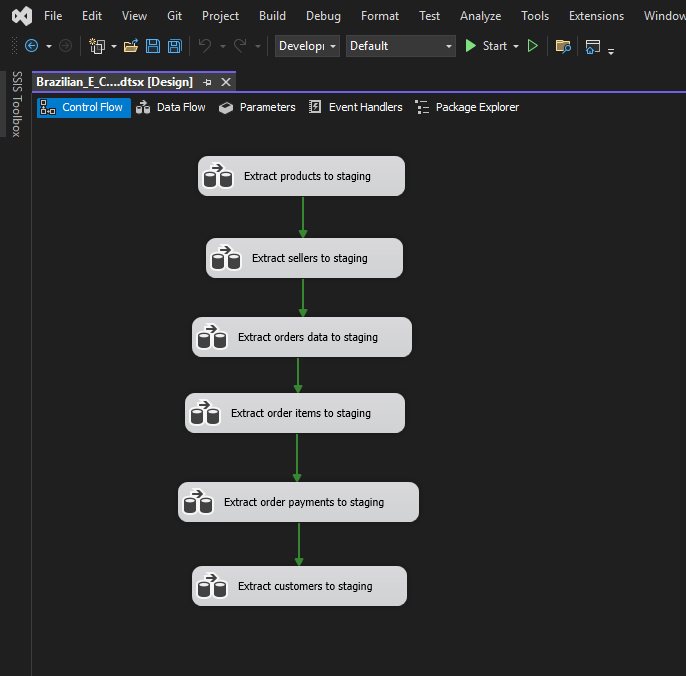 File Edit View Git Project Build Debug Format Test Analyze Tools Extensions Window
Default Start
Brazilian_E_C....dtsx [Design]
Control Flow Data Flow Parameters Event Handlers Package Explorer
SSIS Toolbox
Extract products to staging
Extract sellers to staging
Extract orders data to staging
Extract order items to staging
Extract order payments to staging
Extract customers to staging